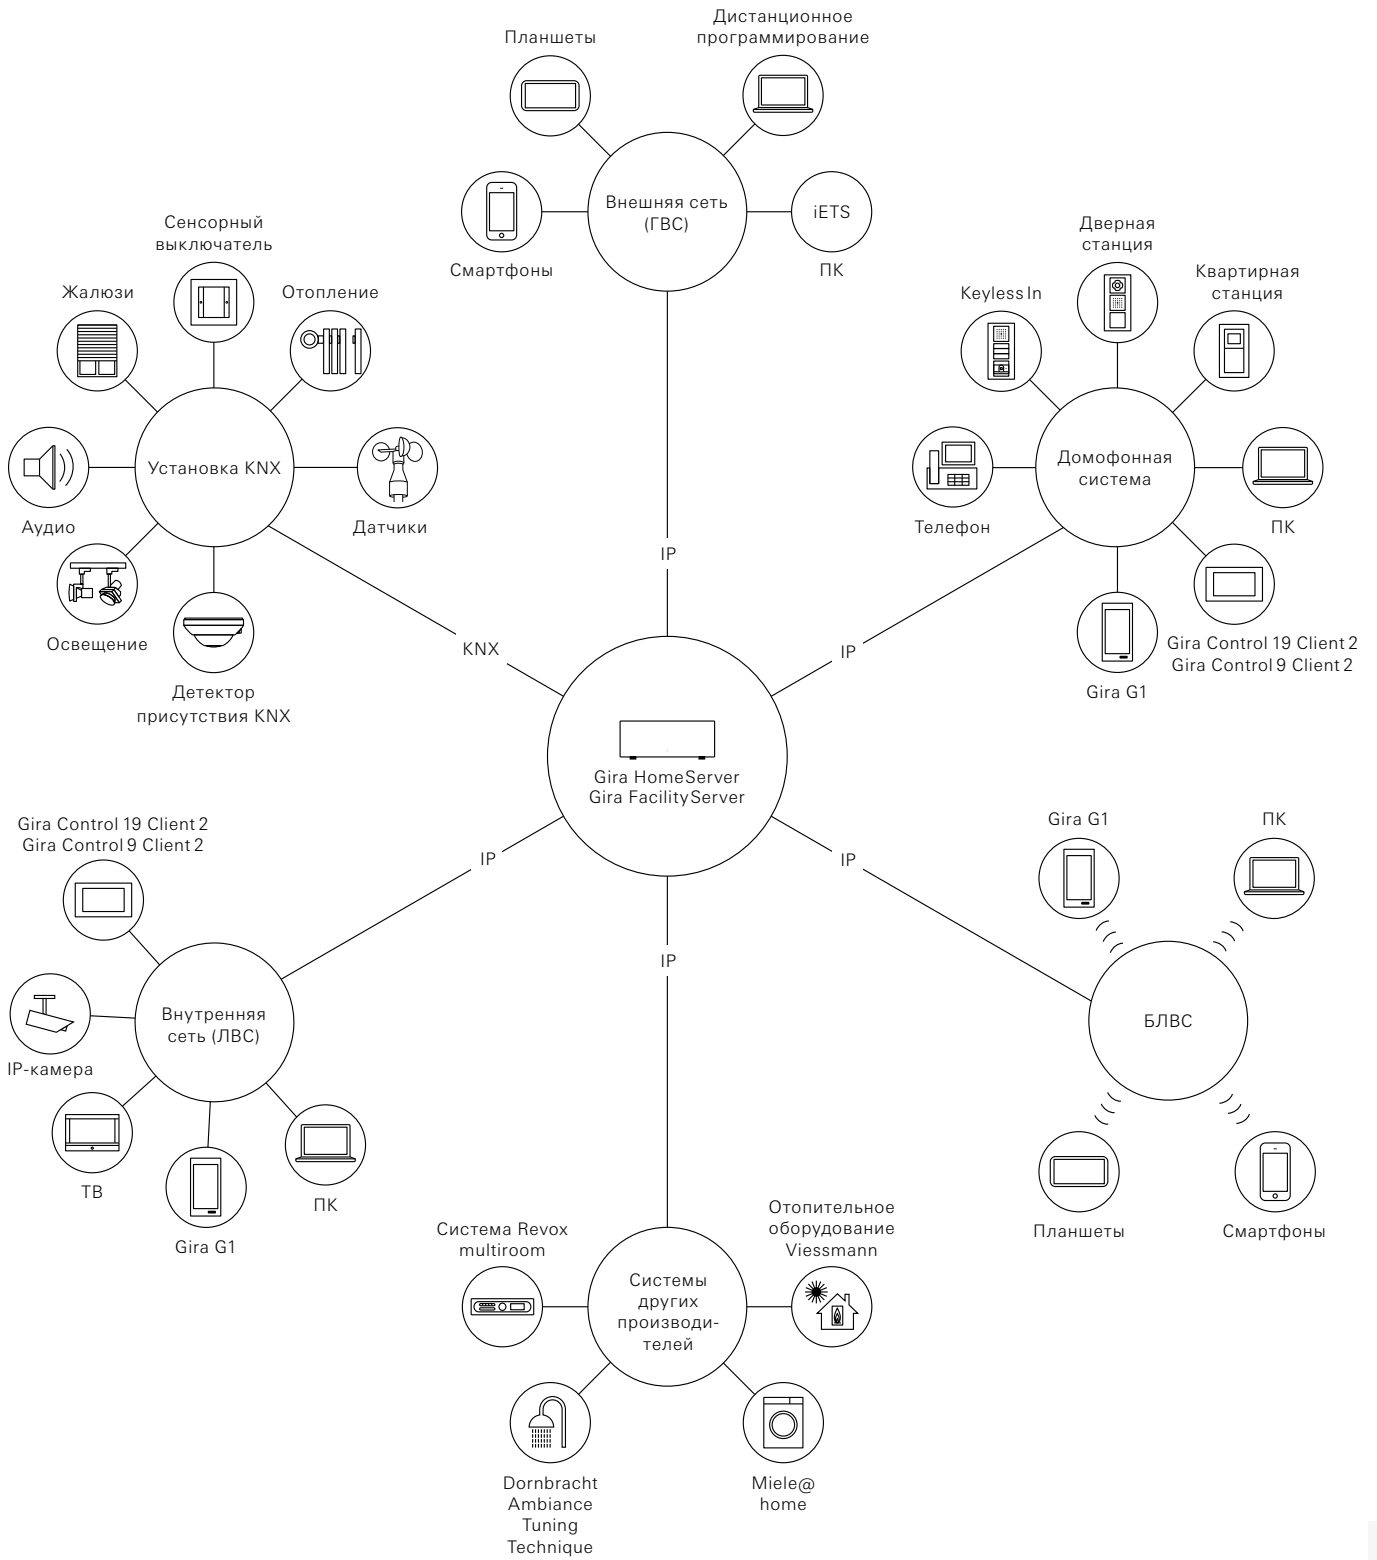 Дистанционное
программирование
Планшеты
Внешняя сеть
(ГВС)
iETS
Смартфоны
ПК
Сенсорный
выключатель
Жалюзи
Отопление
Установка KNX
Аудио
Датчики
Освещение
Детектор
присутствия KNX
Дверная
станция
Keyless In
Квартирная
станция
Домофонная
система
Телефон
ПК
Gira Control 19 Client 2
Gira Control 9 Client 2
Gira G1
IP
KNX
IP
Gira HomeServer
Gira FacilityServer
IP
IP
IP
Gira Control 19 Client 2
Gira Control 9 Client 2
Внутренняя
сеть (ЛВС)
IP-камера
ТВ
Gira G1
ПК
Gira G1
ПК
БЛВС
Планшеты
Смартфоны
Система Revox
multiroom
Отопительное
оборудование
Viessmann
Системы
других
производи-
телей
Dornbracht
Ambiance
Tuning
Technique
Miele@
home